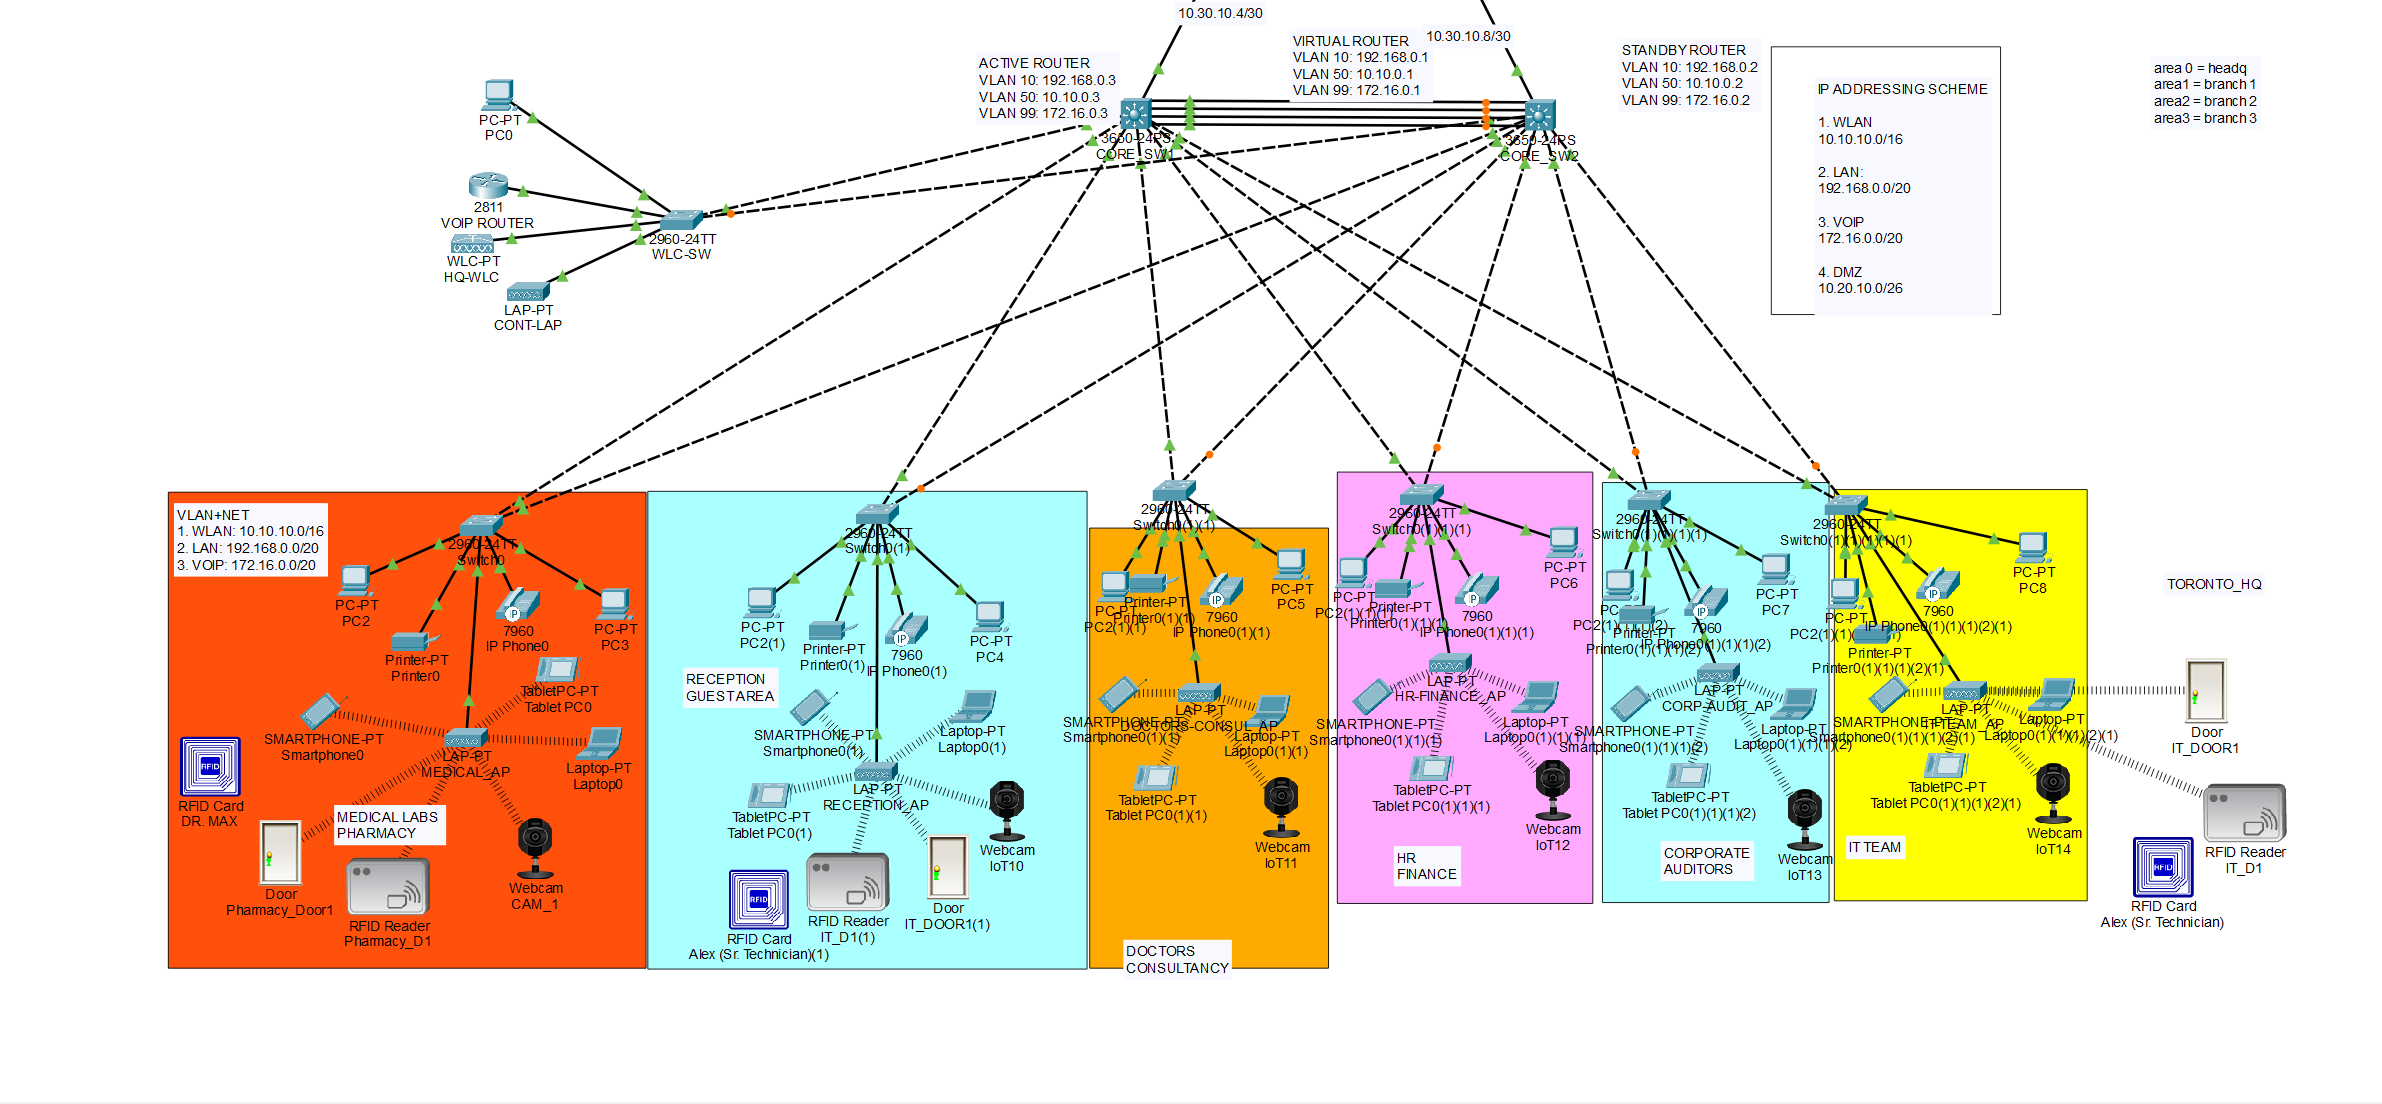 10.30.10.4/30
10.30.10.8/30
ACTIVE ROUTER
VLAN 10: 192.168.0.3
VLAN 50: 10.10.0.3
VLAN 99: 172.16.0.3
VIRTUAL ROUTER
VLAN 10: 192.168.0.1
VLAN 50: 10.10.0.1
VLAN 99: 172.16.0.1
STANDBY ROUTER
VLAN 10: 192.168.0.2
VLAN 50: 10.10.0.2
VLAN 99: 172.16.0.2
IP ADDRESSING SCHEME
1. WLAN
10.10.10.0/16
2. LAN:
192.168.0.0/20
3. VOIP
172.16.0.0/20
4. DMZ
10.20.10.0/26
area 0 = headq
area1 = branch 1
area2 = branch 2
area3 = branch 3
PC-PT
PC0
2811
VOIP ROUTER
WLC-PT
HQ-WLC
LAP-PT
CONT-LAP
2960-24TT
WLC-SW
3650-24PS
CORE_SW1
3650-24PS
CORE_SW2
TORONTO_HQ
VLAN+NET
1. WLAN: 10.10.10.0/16
2. LAN: 192.168.0.0/20
3. VOIP: 172.16.0.0/20
2960-24TT
Switch0
PC-PT
PC2
Printer-PT
Printer0
7960
IP Phone0
PC-PT
PC3
TabletPC-PT
Tablet PC0
SMARTPHONE-PT
Smartphone0
LAP-PT
MEDICAL_AP
Laptop-PT
Laptop0
RFID
RFID Card
DR. MAX
MEDICAL LABS
PHARMACY
Door
Pharmacy_Door1
RFID Reader
Pharmacy_D1
Webcam
CAM_1
2960-24TT
Switch0(1)
PC-PT
PC2(1)
Printer-PT
Printer0(1)
7960
IP Phone0(1)
PC-PT
PC4
RECEPTION
GUEST AREA
SMARTPHONE-PT
Smartphone0(1)
Laptop-PT
Laptop0(1)
LAP-PT
RECEPTION_AP
TabletPC-PT
Tablet PC0(1)
Webcam
IoT10
RFID
RFID Card
Alex (Sr. Technician)(1)
RFID Reader
IT_D1(1)
Door
IT_DOOR1(1)
2960-24TT
Switch0(1)(1)
PC-PT
PC2(1)(1)
Printer-PT
Printer0(1)(1)
IP
7960
IP Phone0(1)(1)
PC-PT
PC5
SMARTPHONE-PT
Smartphone0(1)(1)
LAP-PT
DOCTORS-CONSUL_AP
Laptop-PT
Laptop0(1)(1)
TabletPC-PT
Tablet PC0(1)(1)
Webcam
IoT11
DOCTORS
CONSULTANCY
2960-24TT
Switch0(1)(1)(1)
PC-PT
PC2(1)(1)(1)
Printer-PT
Printer0(1)(1)(1)
IP
7960
IP Phone0(1)(1)(1)
PC-PT
PC6
LAP-PT
HR-FINANCE_AP
SMARTPHONE-PT
Smartphone0(1)(1)(1)
Laptop-PT
Laptop0(1)(1)(1)
TabletPC-PT
Tablet PC0(1)(1)(1)
Webcam
IoT12
HR
FINANCE
2960-24TT
Switch0(1)(1)(1)(1)
Printer-PT
Printer0(1)(1)(1)(2)
IP
7960
IP Phone0(1)(1)(1)(2)
PC-PT
PC7
LAP-PT
CORP-AUDIT_AP
SMARTPHONE-PT
Smartphone0(1)(1)(1)(2)
Laptop-PT
Laptop0(1)(1)(1)(2)
TabletPC-PT
Tablet PC0(1)(1)(1)(2)
Webcam
IoT13
CORPORATE
AUDITORS
2960-24TT
Switch0(1)(1)(1)(1)(1)
PC-PT
Printer-PT
Printer0(1)(1)(1)(2)(1)
IP
7960
IP Phone0(1)(1)(1)(2)(1)
PC-PT
PC8
LAP-PT
IT-TEAM_AP
SMARTPHONE-PT
Smartphone0(1)(1)(1)(2)(1)
Laptop-PT
Laptop0(1)(1)(1)(2)(1)
TabletPC-PT
Tablet PC0(1)(1)(1)(2)(1)
Webcam
IoT14
IT TEAM
Door
IT_DOOR1
RFID Reader
IT_D1
RFID
RFID Card
Alex (Sr. Technician)